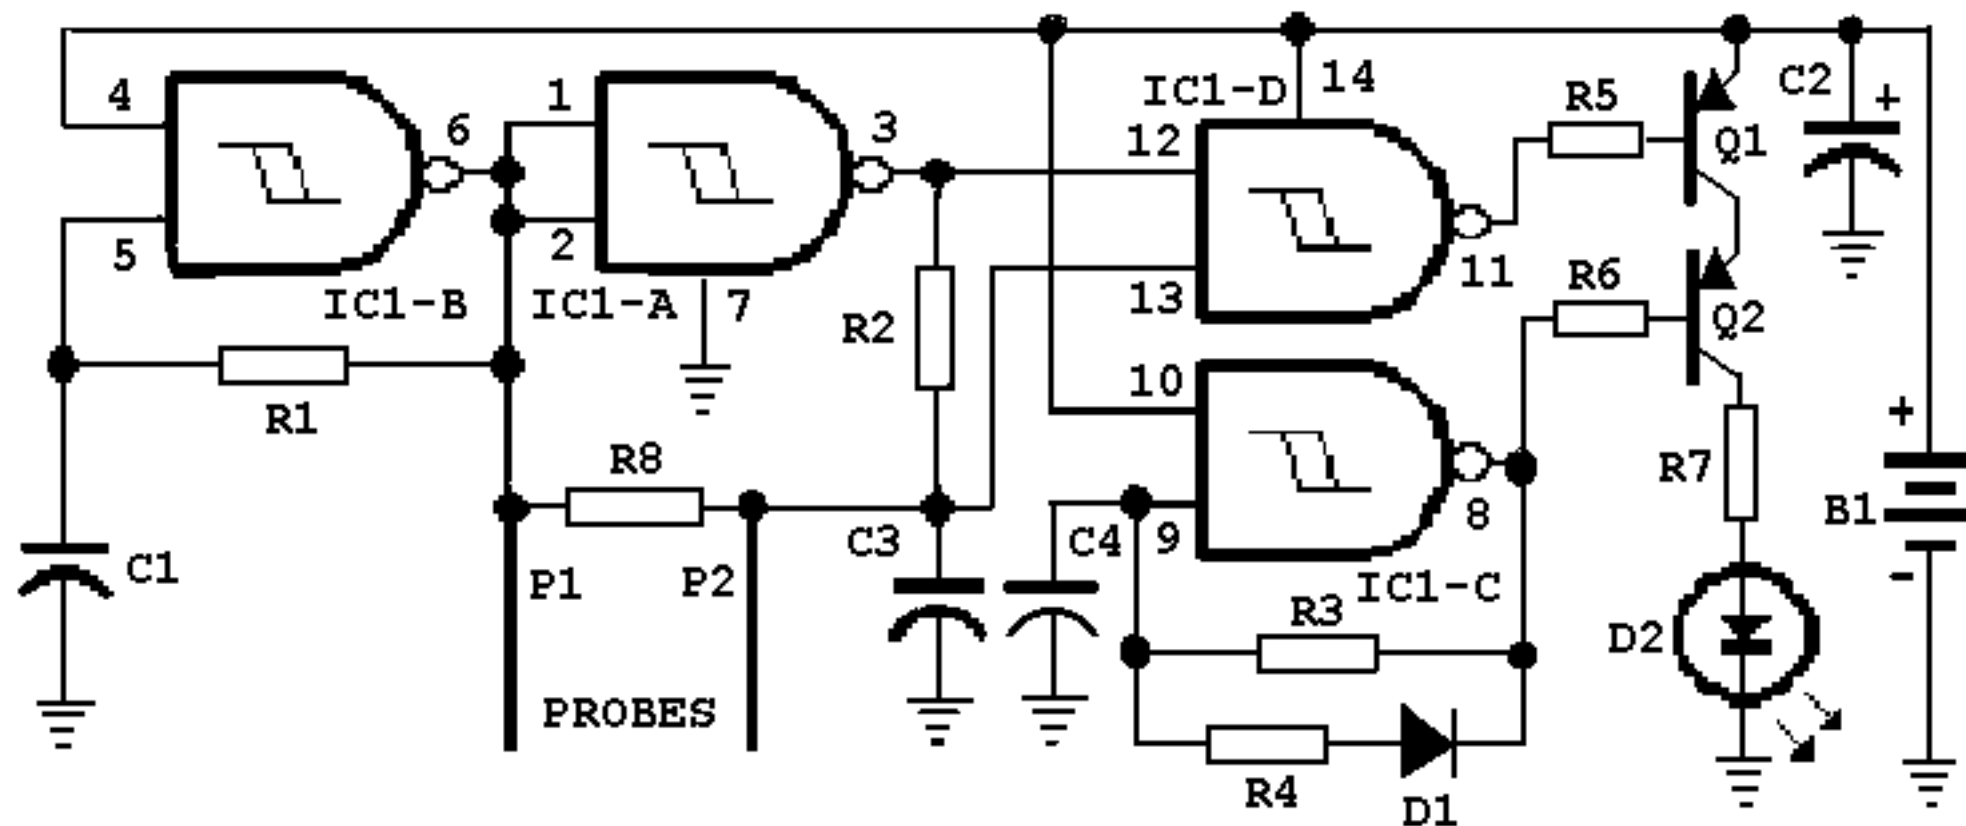 IC1-D
14
C2
+
4
1
R5
6
3
12
Q1
5
2
IC1-B
IC1-A
7
13
11
R6
R2
Q2
10
R1
+
R8
R7
9
8
B1
C1
C3
C4
-
P1
P2
IC1-C
R3
D2
PROBES
R4
D1